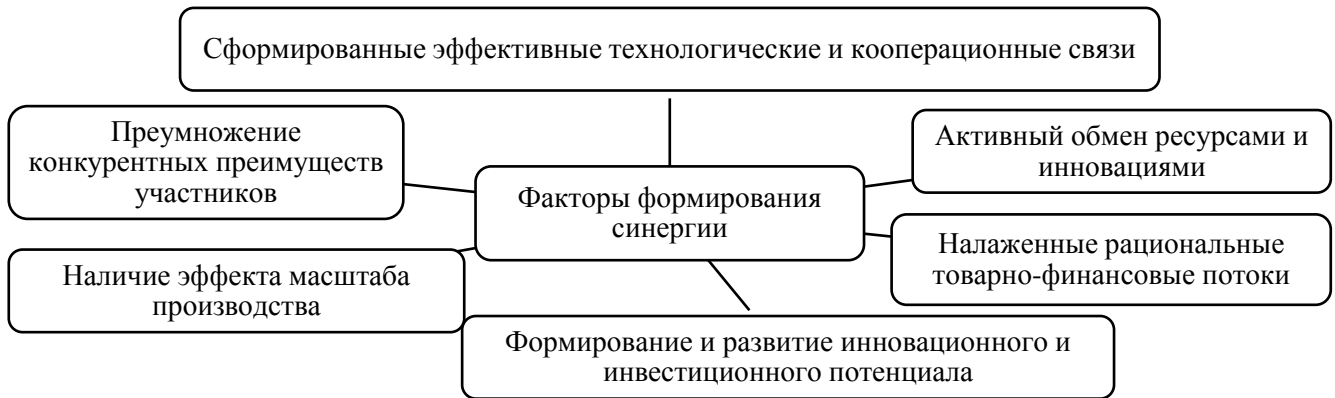 Сформированные эффективные технологические и кооперационные связи
Преумножение
конкурентных преимуществ
участников
Активный обмен ресурсами и
инновациями
Факторы формирования
синергии
Наличие эффекта масштаба
производства
Налаженные рациональные
товарно-финансовые потоки
Формирование и развитие инновационного и
инвестиционного потенциала